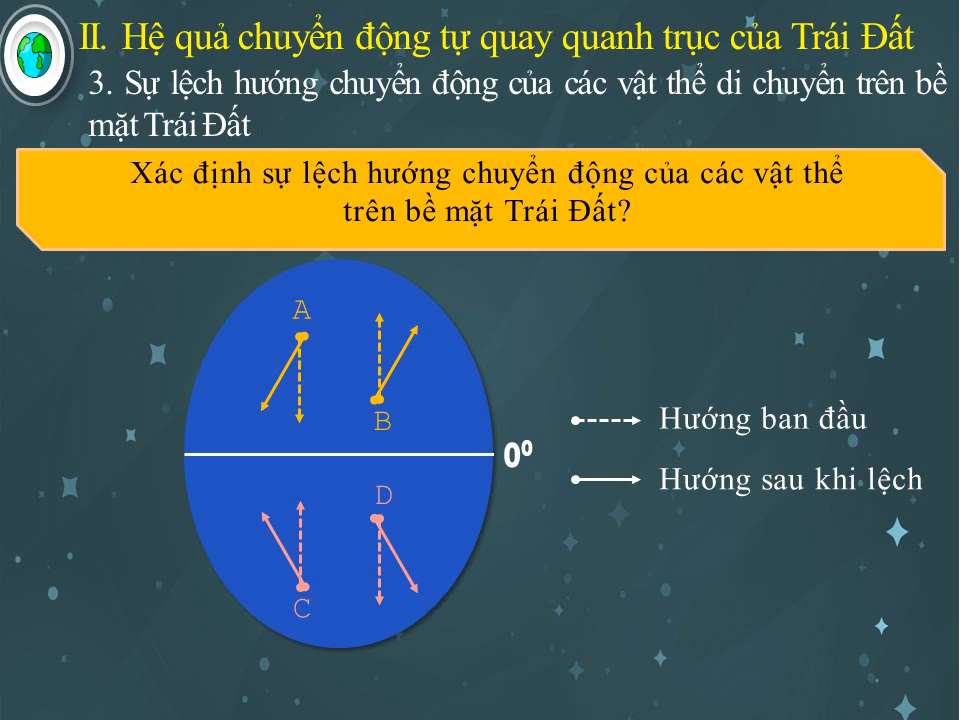 II. Hệ quả chuyển động tự quay quanh trục của Trái Đất
3. Sự lệch hướng chuyển động của các vật thể di chuyển trên bề
mặt Trái Đất
Xác định sự lệch hướng chuyển động của các vật thể
trên bề mặt Trái Đất?
A
B
0⁰
Hướng ban đầu
Hướng sau khi lệch
D
C